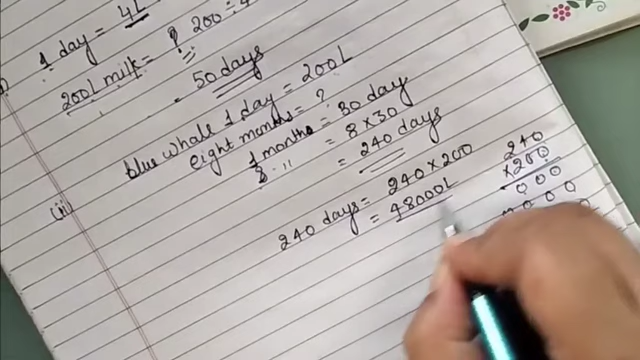 i)
1 day = 4L
200L milk = ? 200 ÷ 4
= 50 days
(ii) blue whale 1 day = 200L
eight months = ?
1 months = 30 day
8 " = 8 × 30
= 240 days
240 days = 240 × 200
= 48000L
240
×200
000
000